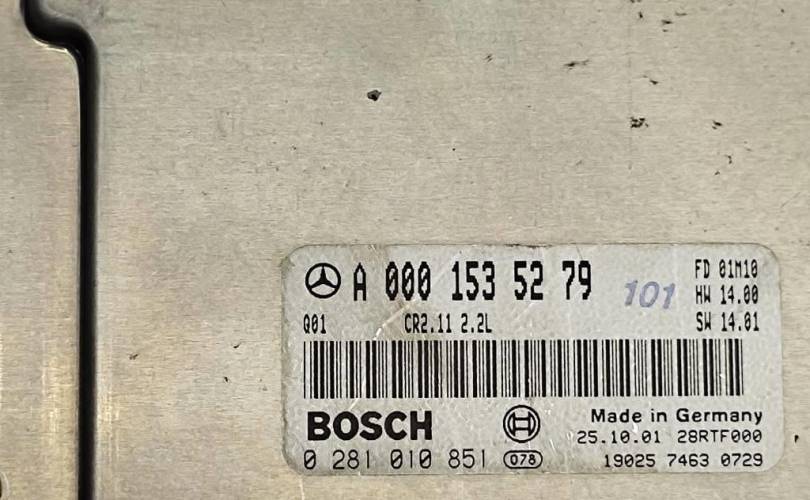 A 000 153 52 79 101 FD 01M10
HW 14.00
Q01 CR2.11 2.2L SW 14.01
BOSCH Made in Germany
25.10.01 28RTF000
0 281 010 851 078 19025 7463 0729